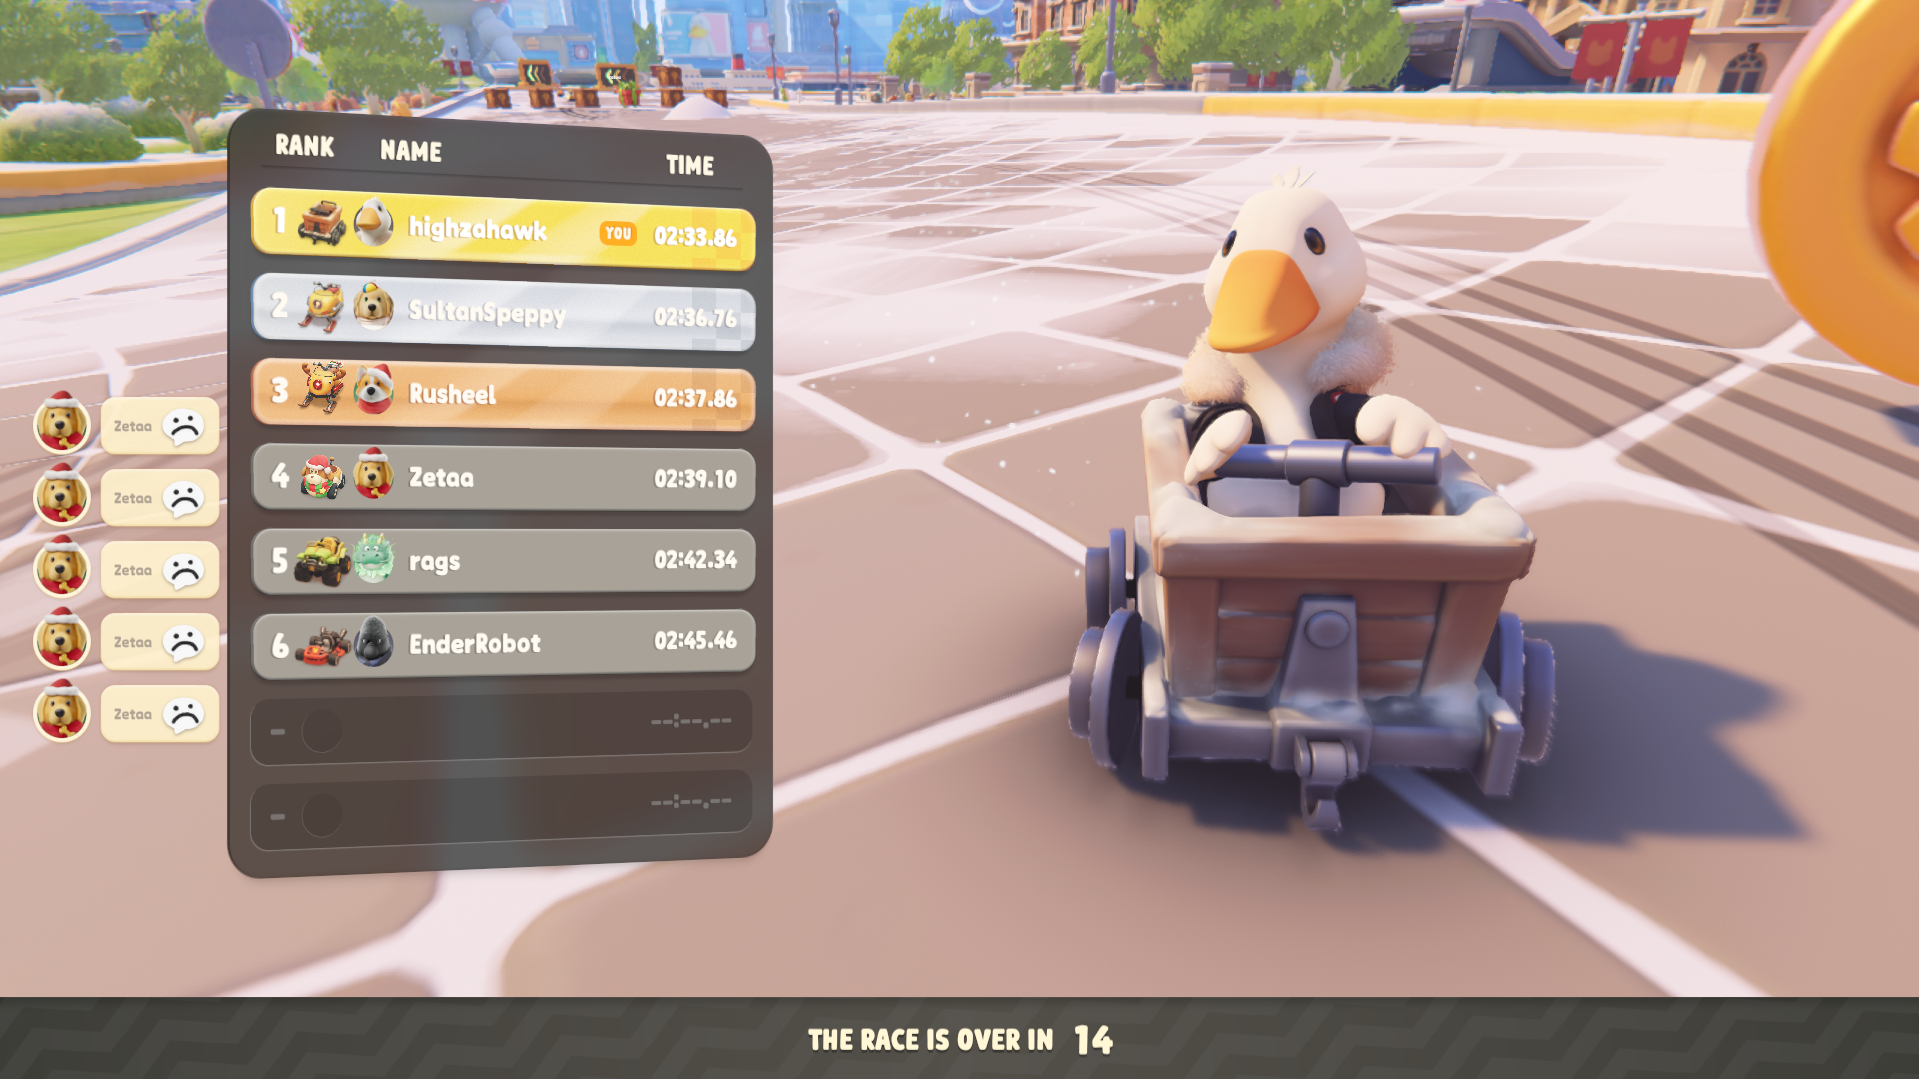 RANK NAME TIME
1 highzahawk YOU 02:33.86
2 SultanSpeppy 02:36.76
3 Rusheel 02:37.86
4 Zetaa 02:39.10
5 rags 02:42.34
6 EnderRobot 02:45.46
- --:--.--
- --:--.--
Zetaa
Zetaa
Zetaa
Zetaa
Zetaa
THE RACE IS OVER IN 14